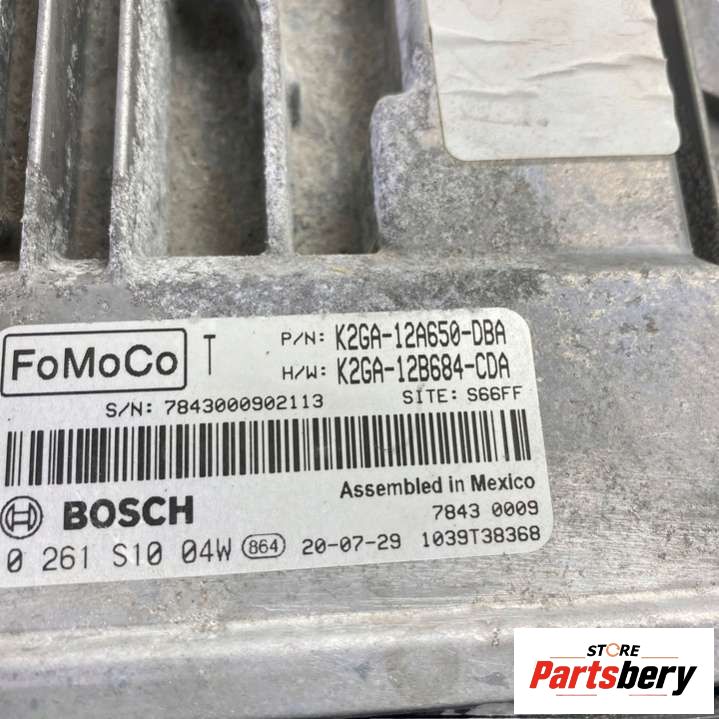 FoMoCo T P/N: K2GA-12A650-DBA
H/W: K2GA-12B684-CDA
S/N: 7843000902113 SITE: S66FF
Assembled in Mexico
BOSCH 7843 0009
0 261 S10 04W 864 20-07-29 1039T38368
STORE
Partsbery